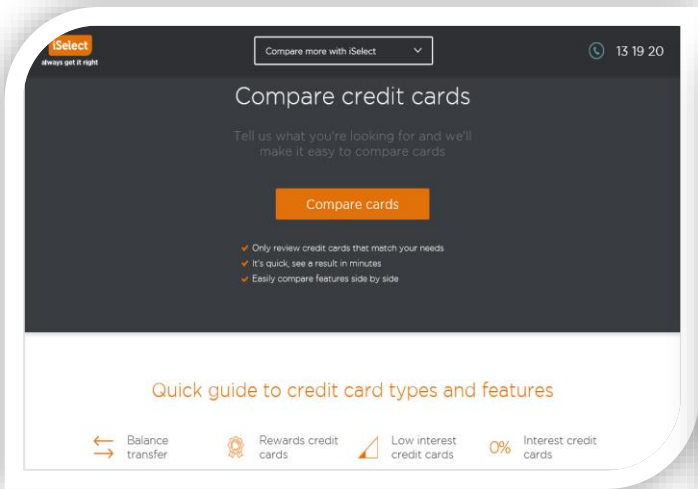 iSelect
always get it right
Compare more with iSelect
13 19 20
Compare credit cards
Tell us what you're looking for and we'll
make it easy to compare cards
Compare cards
Only review credit cards that match your needs
It's quick, see a result in minutes
Easily compare features side by side
Quick guide to credit card types and features
Balance
transfer
Rewards credit
cards
Low interest
credit cards
0%
Interest credit
cards